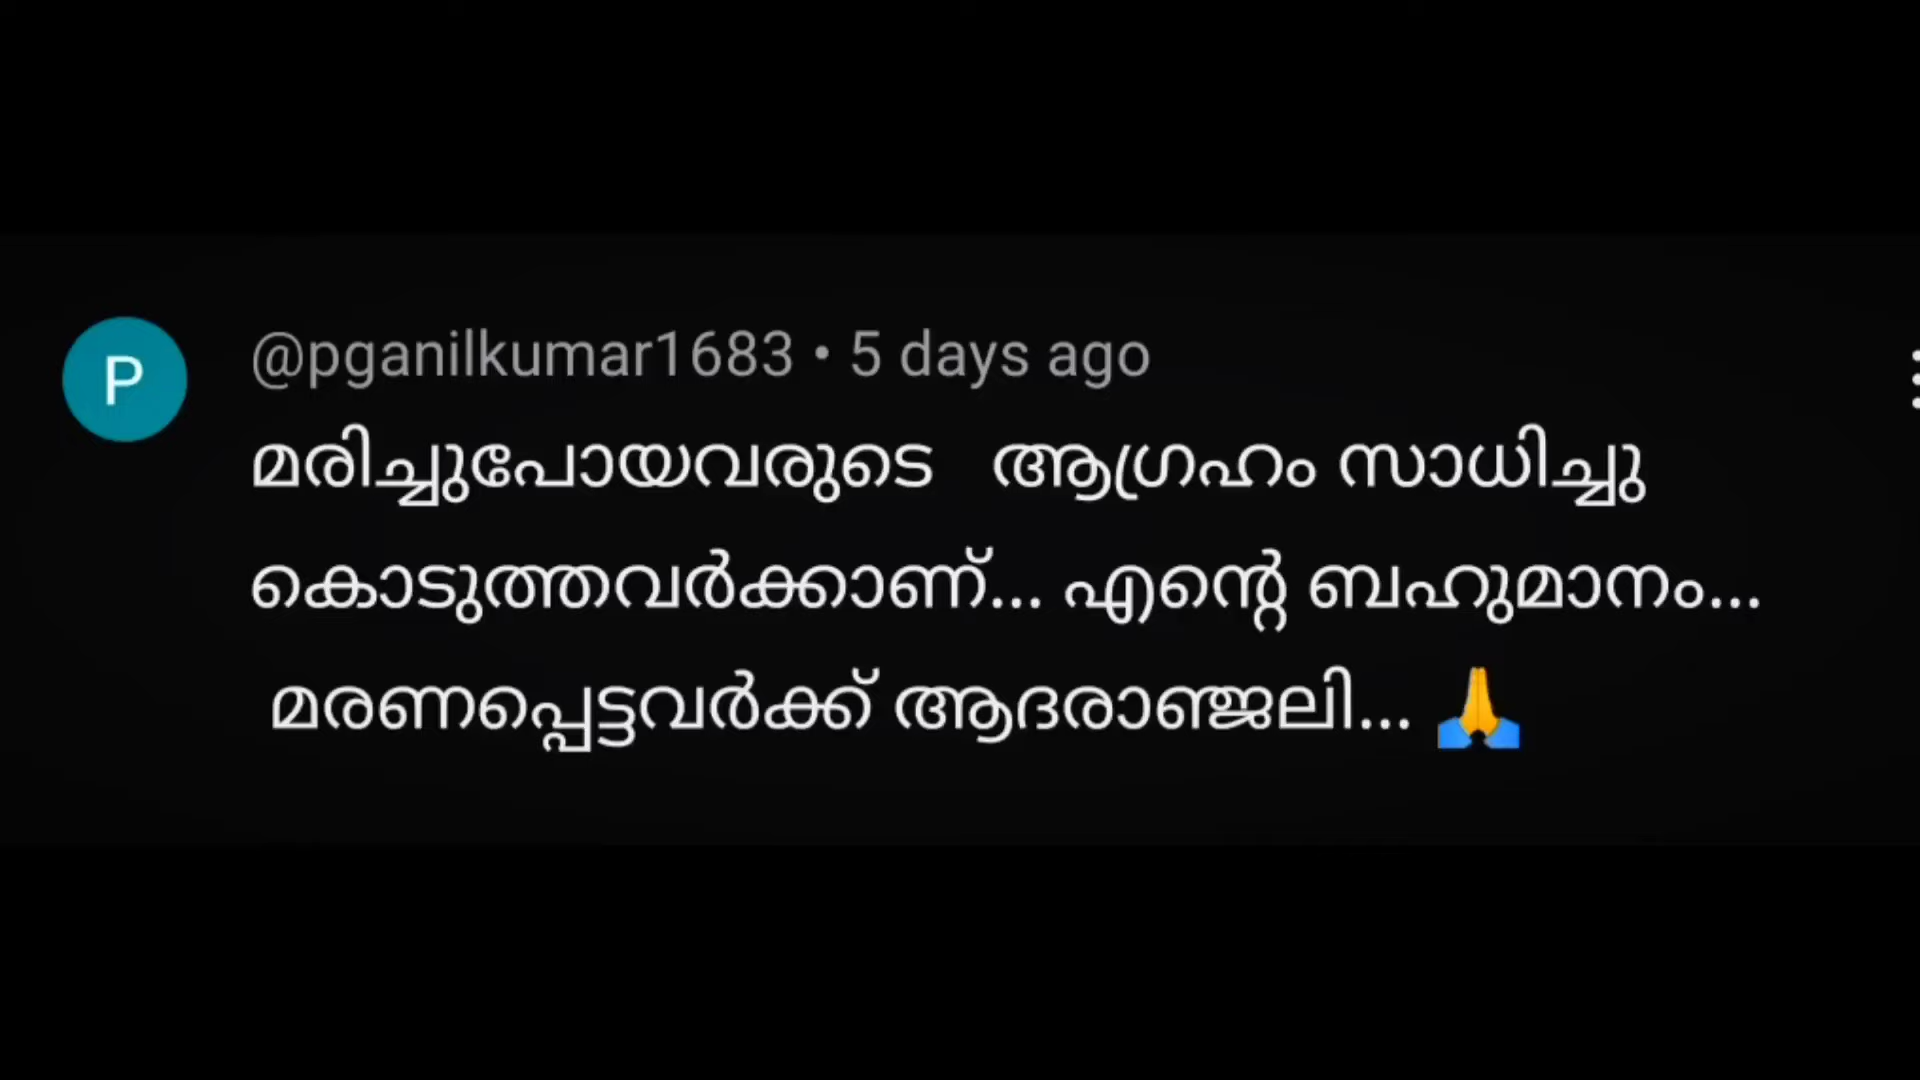 P
@pganilkumar1683 • 5 days ago
മരിച്ചുപോയവരുടെ ആഗ്രഹം സാധിച്ചു
കൊടുത്തവർക്കാണ്... എന്റെ ബഹുമാനം...
മരണപ്പെട്ടവർക്ക് ആദരാഞ്ജലി... 🙏